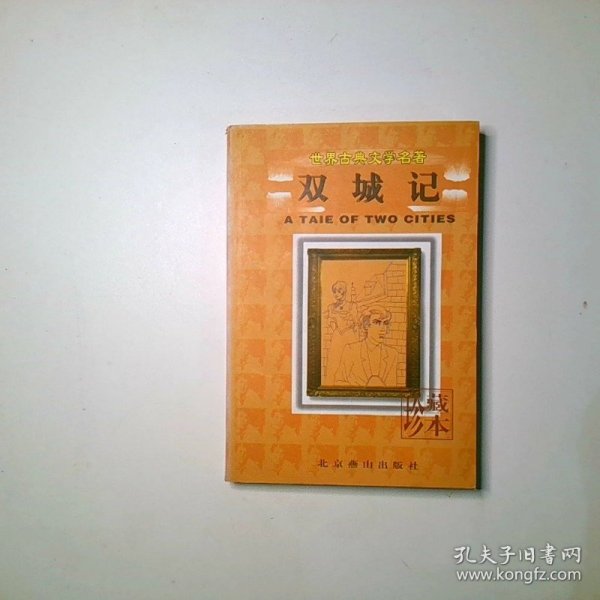 世界古典文学名著
双城记
A TAIE OF TWO CITIES
珍藏本
北京燕山出版社
孔夫子旧书网
www.kongfz.com